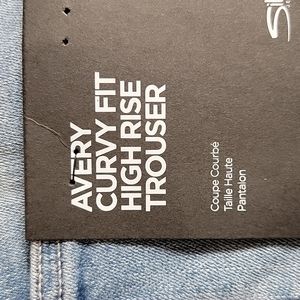 AVERY
CURVY FIT
HIGH RISE
TROUSER
Coupe Courbé
Taille Haute
Pantalon